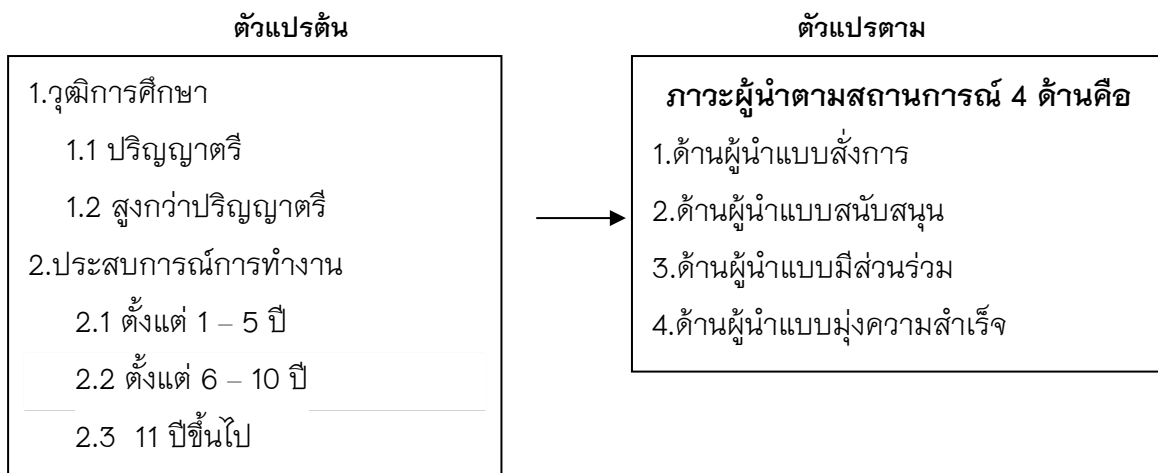 ตัวแปรต้น
1.วุฒิการศึกษา
1.1 ปริญญาตรี
1.2 สูงกว่าปริญญาตรี
2.ประสบการณ์การทำงาน
2.1 ตั้งแต่ 1 – 5 ปี
2.2 ตั้งแต่ 6 – 10 ปี
2.3 11 ปีขึ้นไป
ตัวแปรตาม
ภาวะผู้นำตามสถานการณ์ 4 ด้านคือ
1.ด้านผู้นำแบบสั่งการ
2.ด้านผู้นำแบบสนับสนุน
3.ด้านผู้นำแบบมีส่วนร่วม
4.ด้านผู้นำแบบมุ่งความสำเร็จ